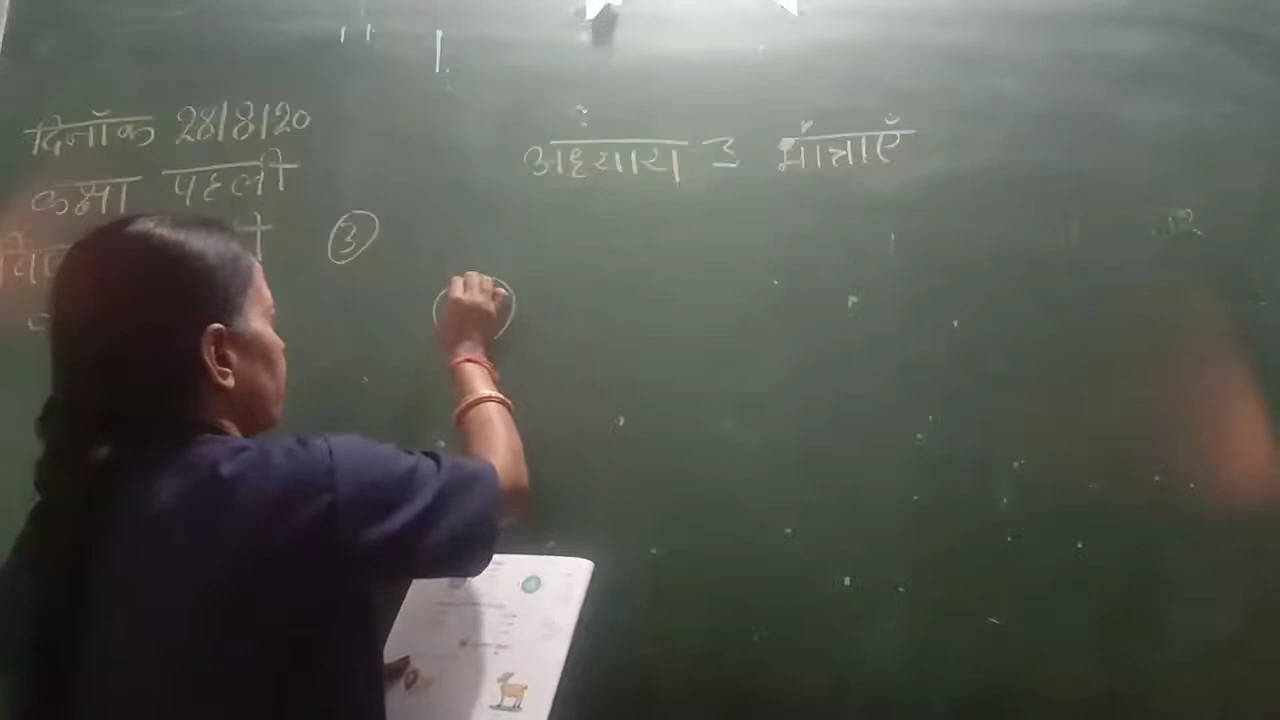 दिनाँक 28/8/20
कक्षा पहली
③
अध्याय 3 मात्राएँ